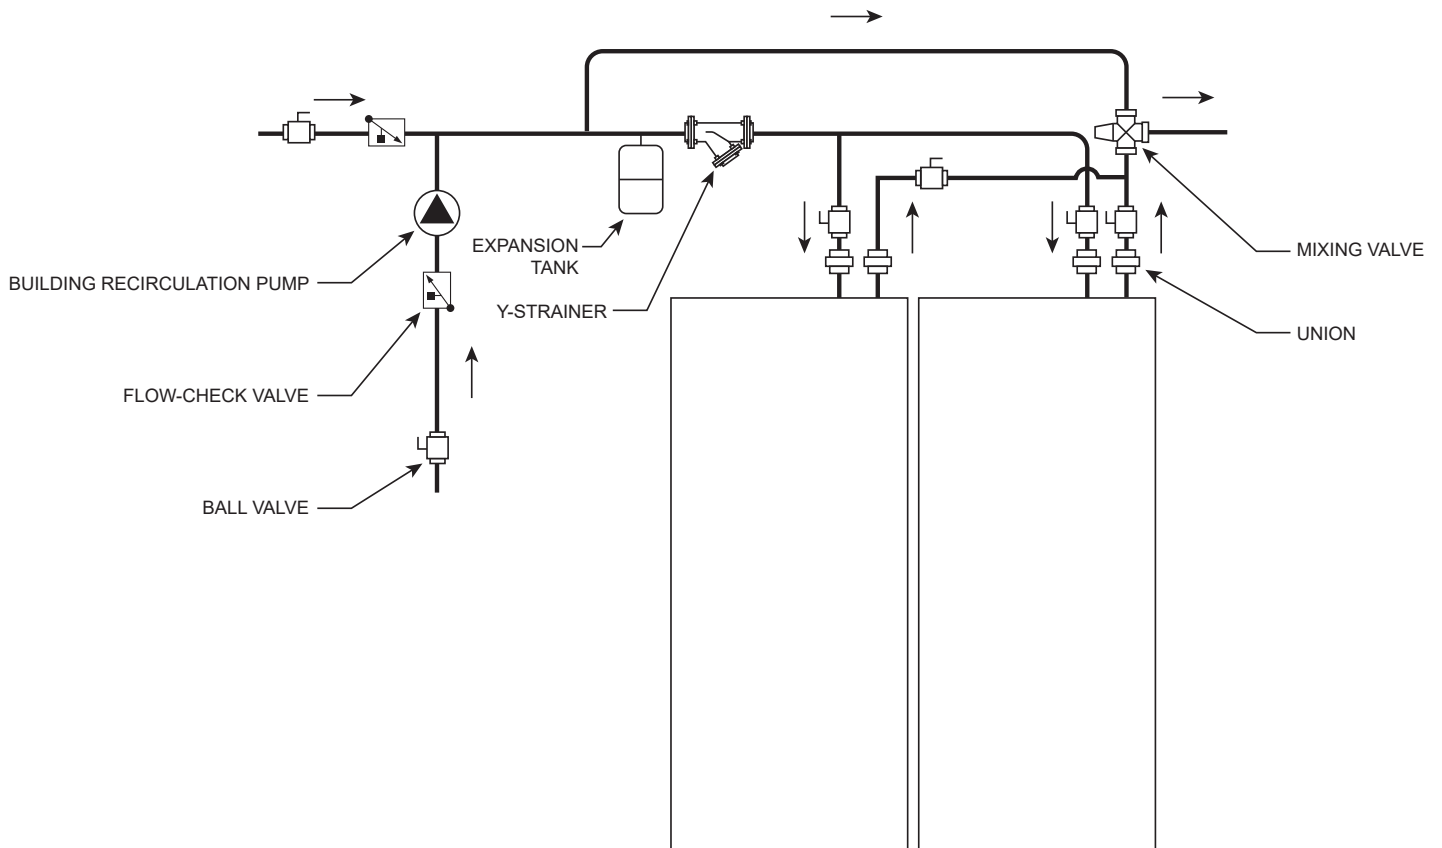 EXPANSION
TANK
MIXING VALVE
BUILDING RECIRCULATION PUMP
Y-STRAINER
UNION
FLOW-CHECK VALVE
BALL VALVE